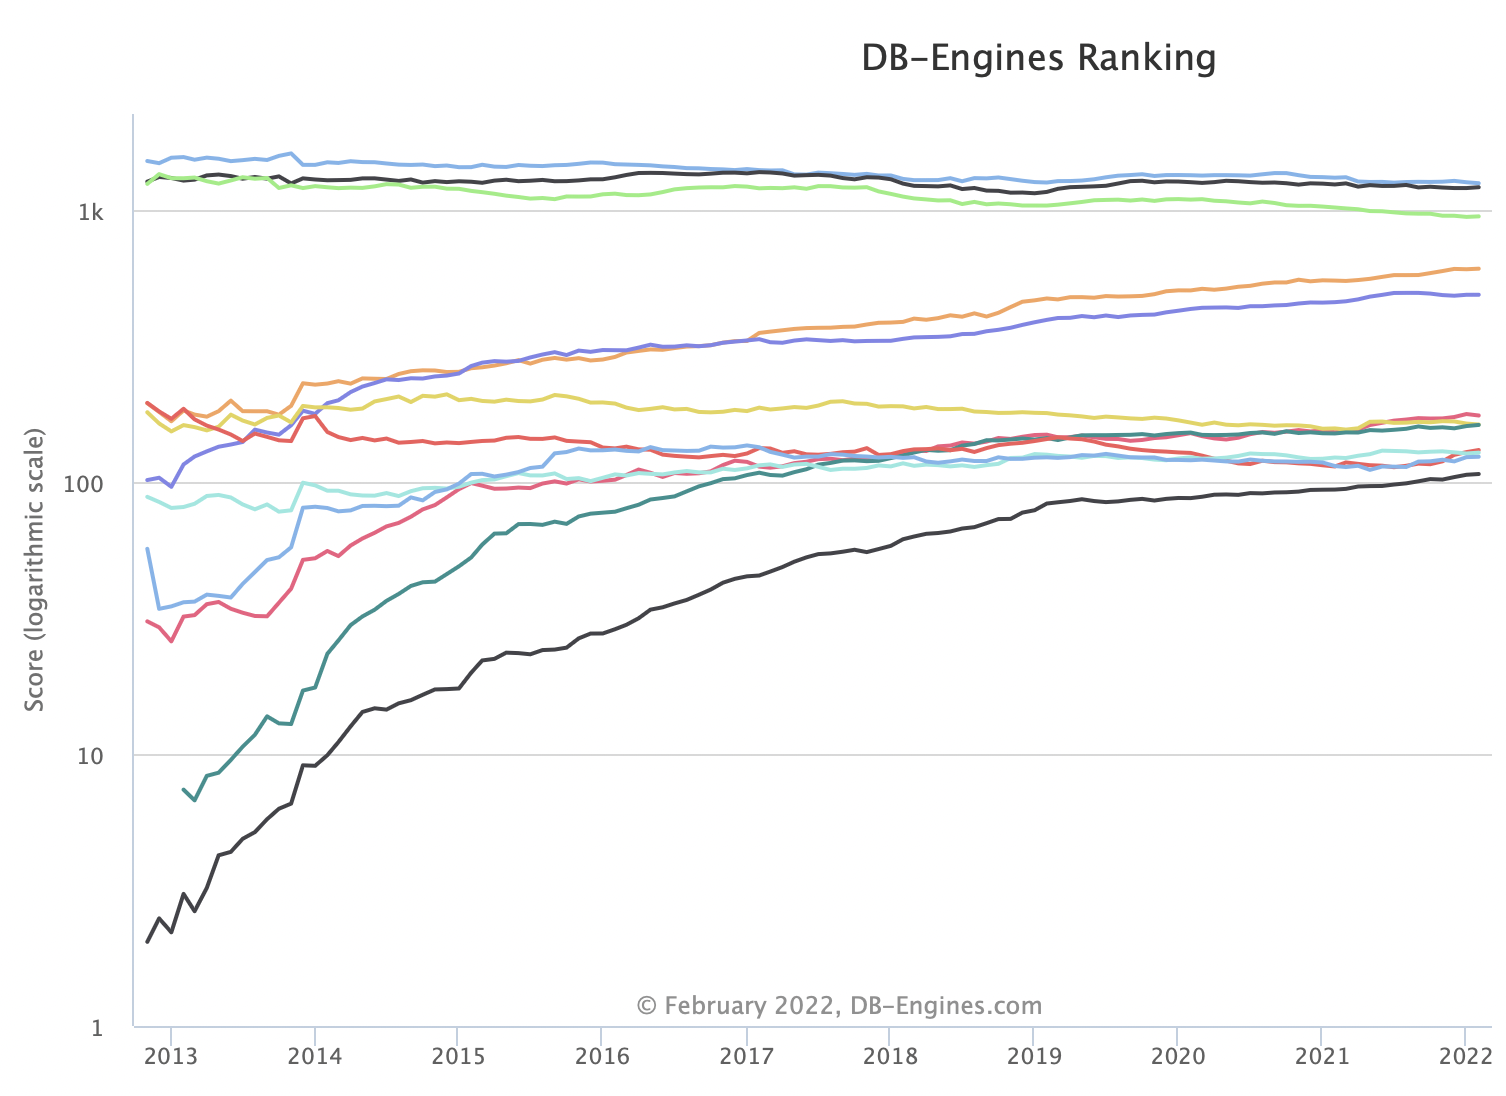 DB-Engines Ranking
Score (logarithmic scale)
1k
100
10
1
© February 2022, DB-Engines.com
2013 2014 2015 2016 2017 2018 2019 2020 2021 2022